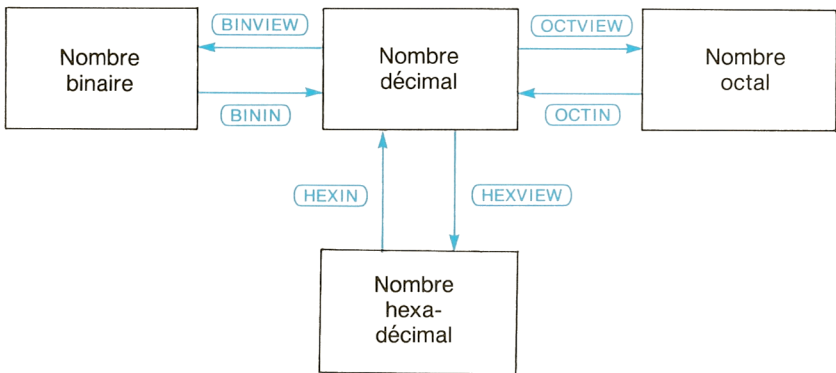 BINVIEW
OCTVIEW
Nombre
binaire
Nombre
décimal
Nombre
octal
BININ
OCTIN
HEXIN
HEXVIEW
Nombre
hexa-
décimal